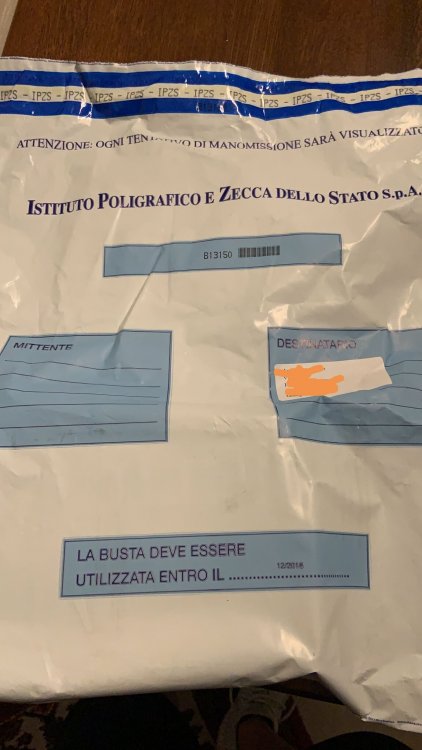 IPZS - IPZS - IPZS - IPZS - IPZS - IPZS - IPZS - IPZS - IPZS - IPZS
ATTENZIONE: OGNI TENTATIVO DI MANOMISSIONE SARÀ VISUALIZZATO
ISTITUTO POLIGRAFICO E ZECCA DELLO STATO S.p.A.
B13150
MITTENTE
DESTINATARIO
LA BUSTA DEVE ESSERE
UTILIZZATA ENTRO IL 12/2018